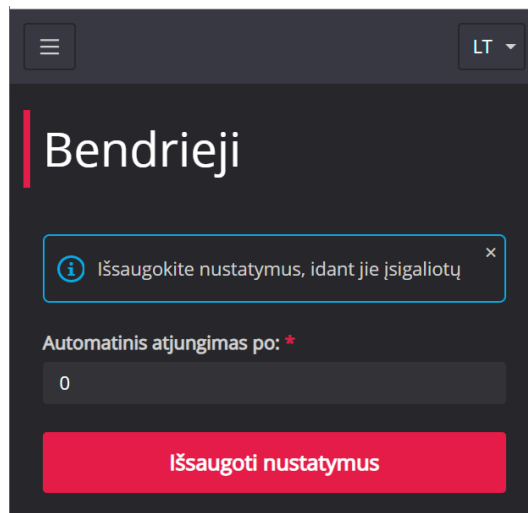 LT
Bendrieji
Išsaugokite nustatymus, idant jie įsigaliotų
Automatinis atjungimas po: *
0
Išsaugoti nustatymus